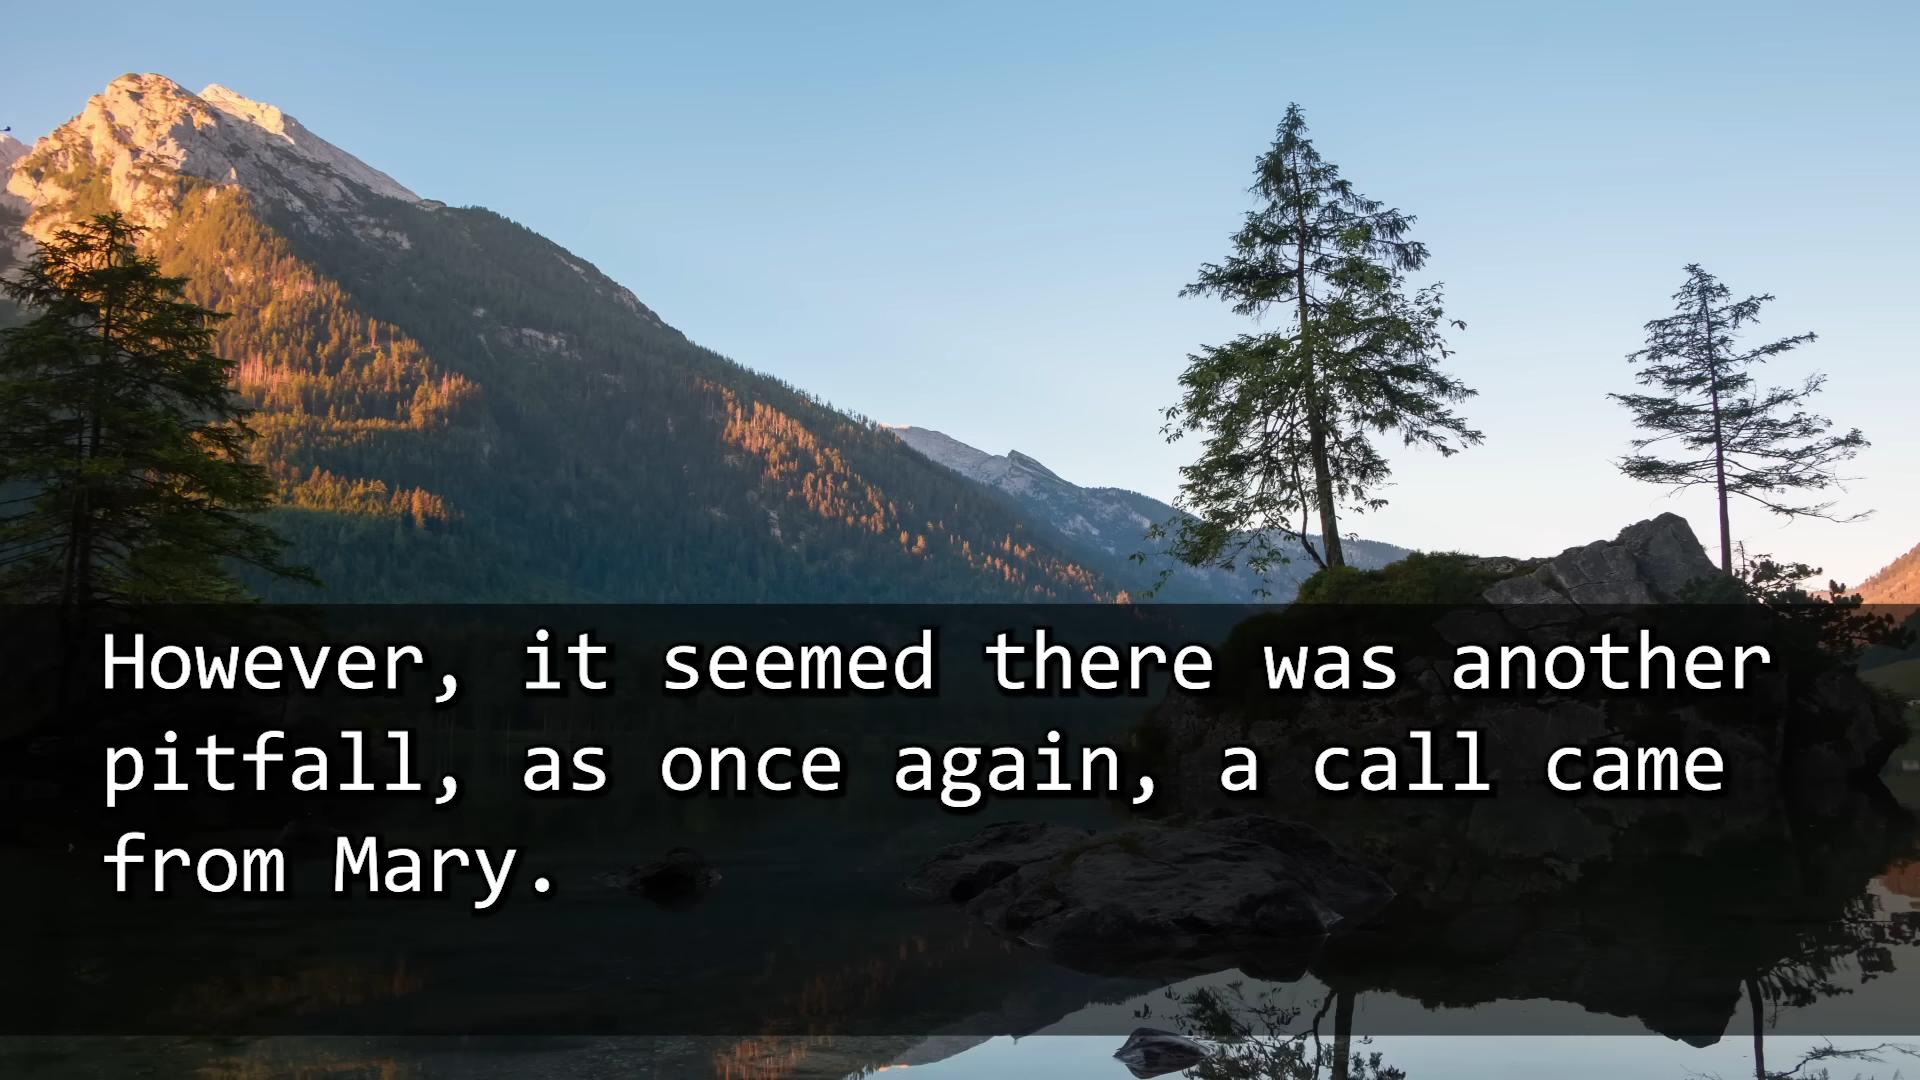 However, it seemed there was another
pitfall, as once again, a call came
from Mary.